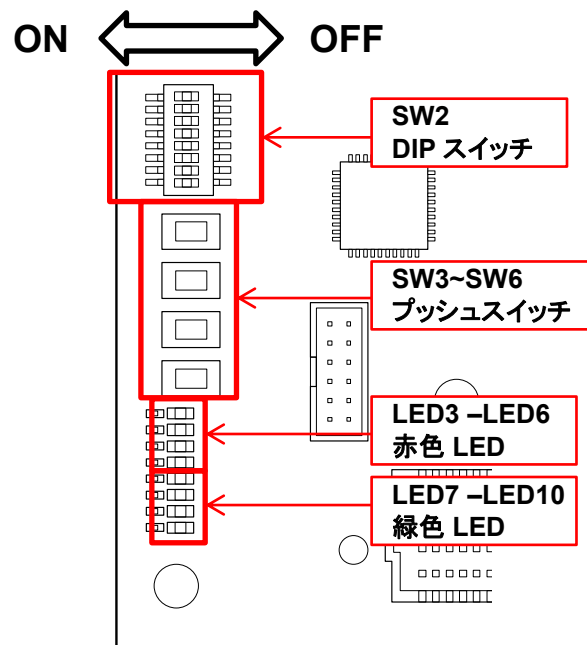 ON
OFF
SW2
DIP スイッチ
SW3~SW6
プッシュスイッチ
LED3 –LED6
赤色 LED
LED7 –LED10
緑色 LED